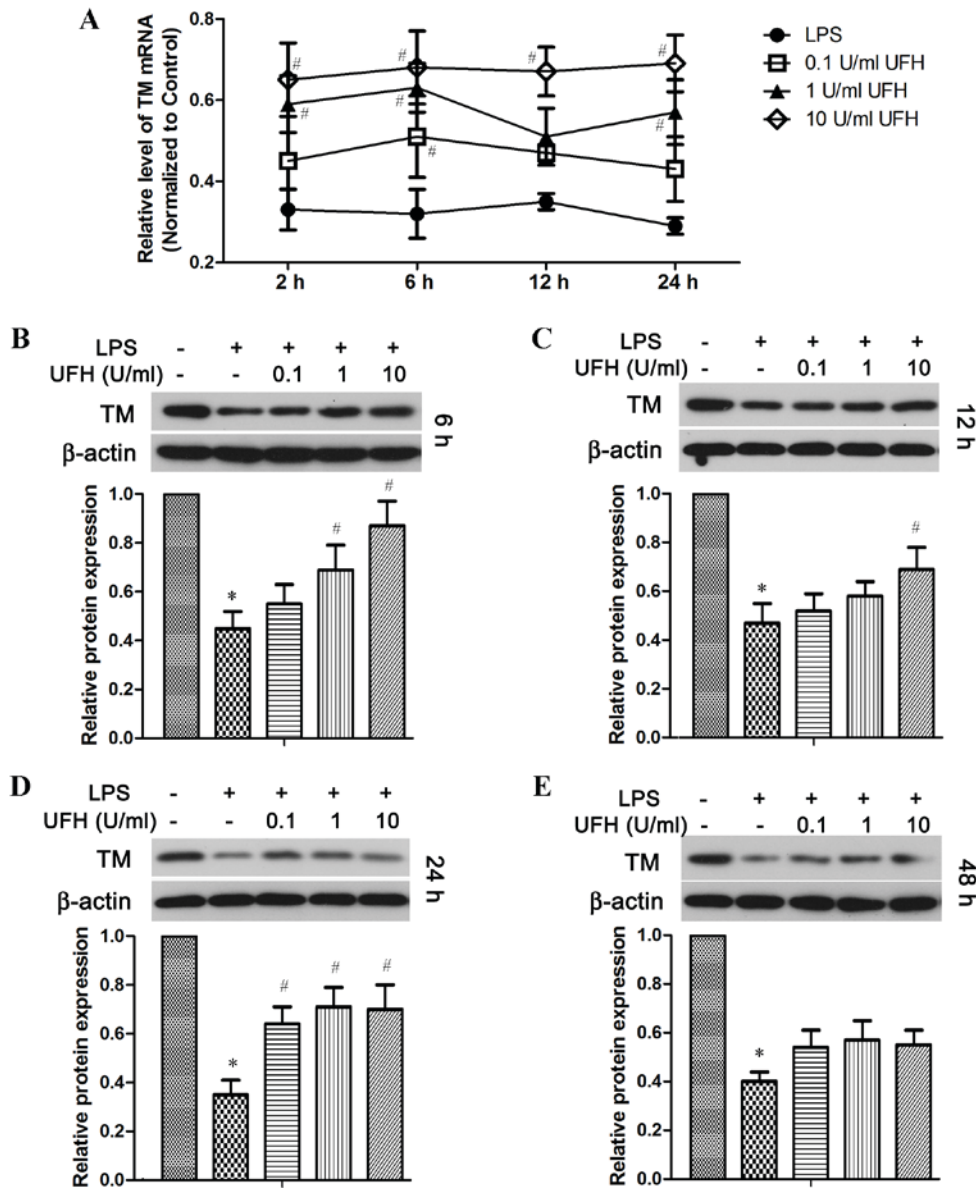 A
Relative level of TM mRNA
(Normalized to Control)
0.8
0.6
0.4
0.2
# # # #
# # #
#
2 h 6 h 12 h 24 h
LPS
0.1 U/ml UFH
1 U/ml UFH
10 U/ml UFH
B
LPS - + + + +
UFH (U/ml) - - 0.1 1 10
TM
β-actin
6 h
Relative protein expression
1.0
0.8
0.6
0.4
0.2
0.0
* # #
C
LPS - + + + +
UFH (U/ml) - - 0.1 1 10
TM
β-actin
12 h
Relative protein expression
1.0
0.8
0.6
0.4
0.2
0.0
* #
D
LPS - + + + +
UFH (U/ml) - - 0.1 1 10
TM
β-actin
24 h
Relative protein expression
1.0
0.8
0.6
0.4
0.2
0.0
* # # #
E
LPS - + + + +
UFH (U/ml) - - 0.1 1 10
TM
β-actin
48 h
Relative protein expression
1.0
0.8
0.6
0.4
0.2
0.0
*